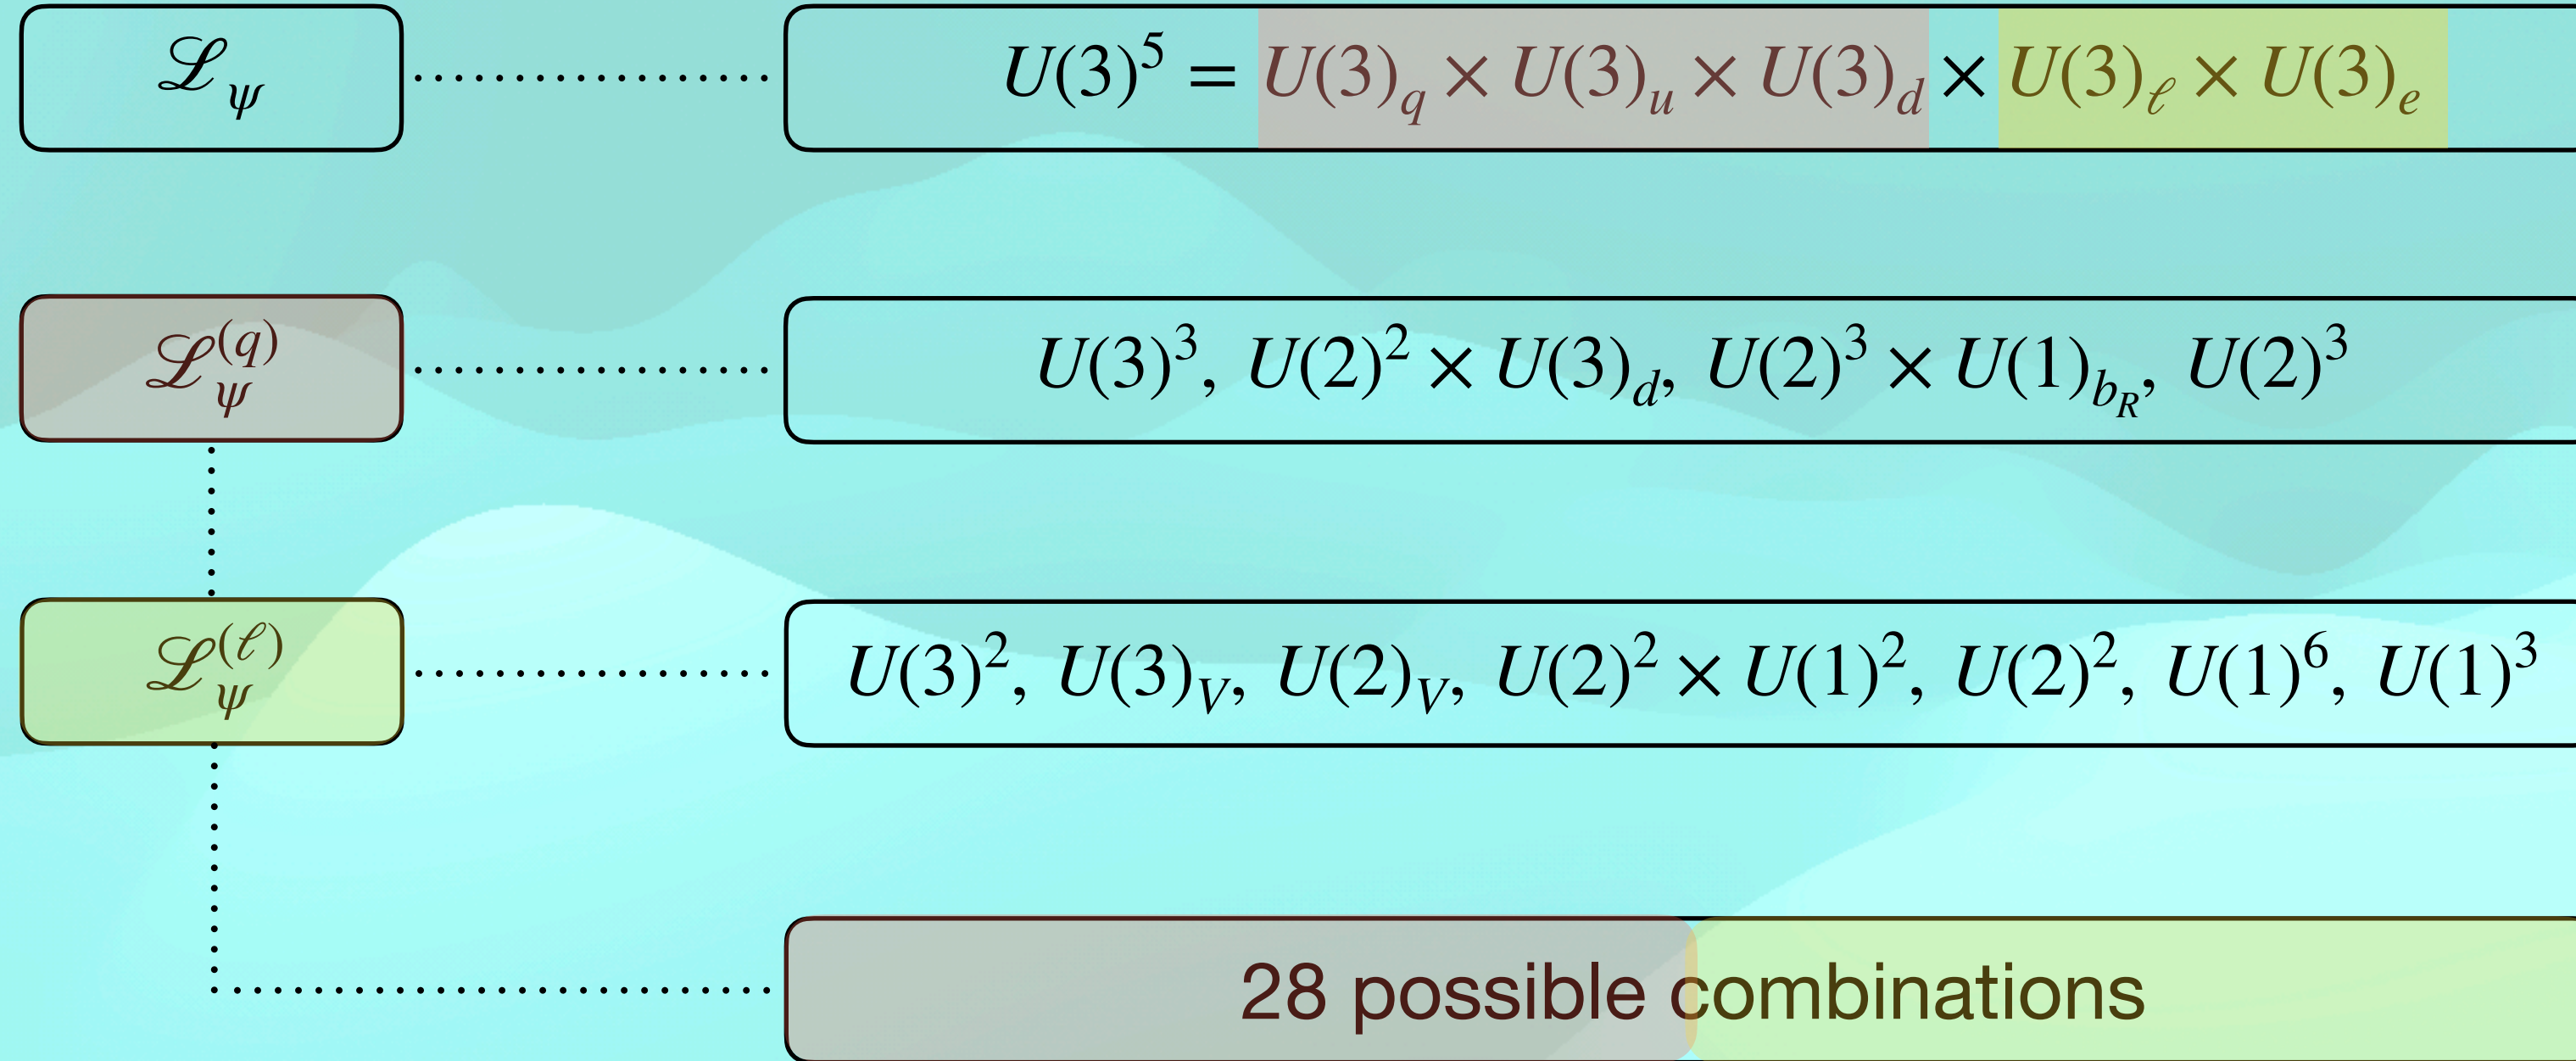 ℒ_ψ U(3)^5 = U(3)_q × U(3)_u × U(3)_d × U(3)_ℓ × U(3)_e
ℒ_ψ^(q) U(3)^3, U(2)^2 × U(3)_d, U(2)^3 × U(1)_{b_R}, U(2)^3
ℒ_ψ^(ℓ) U(3)^2, U(3)_V, U(2)_V, U(2)^2 × U(1)^2, U(2)^2, U(1)^6, U(1)^3
28 possible combinations